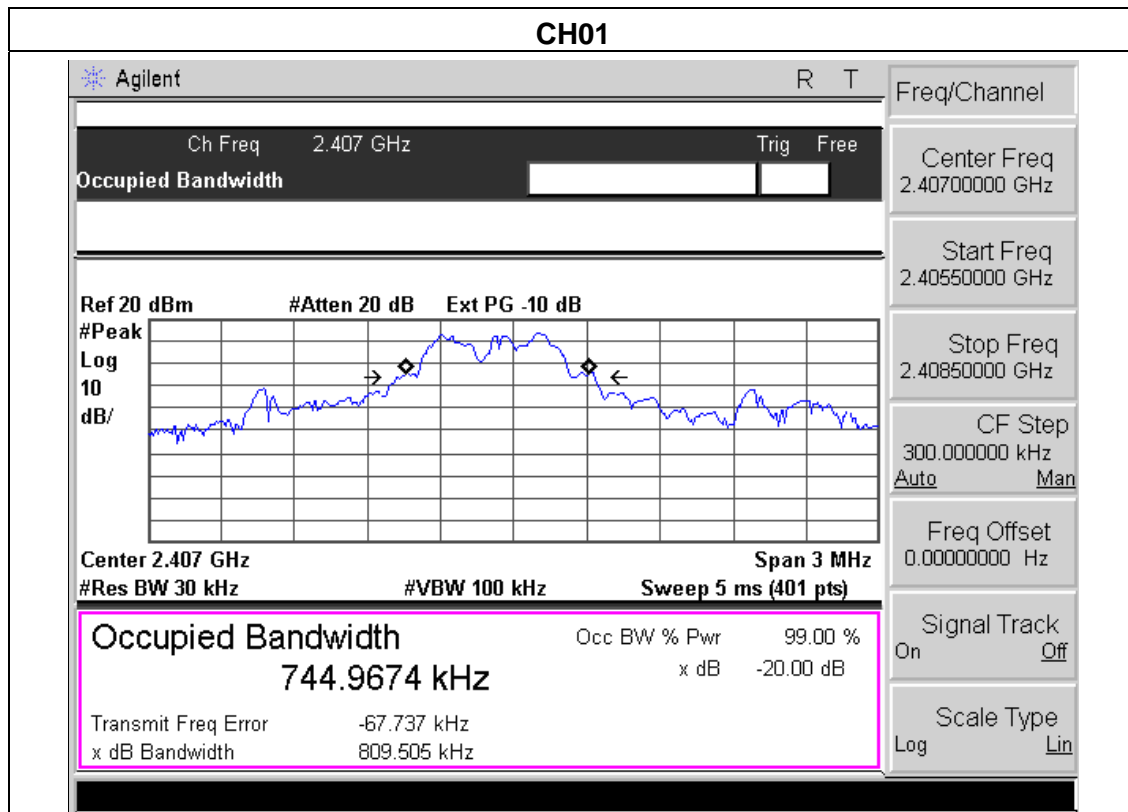 CH01
Agilent R T
Ch Freq 2.407 GHz Trig Free
Occupied Bandwidth
Ref 20 dBm #Atten 20 dB Ext PG -10 dB
#Peak
Log
10
dB/
Center 2.407 GHz Span 3 MHz
#Res BW 30 kHz #VBW 100 kHz Sweep 5 ms (401 pts)
Occupied Bandwidth
744.9674 kHz
Occ BW % Pwr 99.00 %
x dB -20.00 dB
Transmit Freq Error -67.737 kHz
x dB Bandwidth 809.505 kHz
Freq/Channel
Center Freq
2.40700000 GHz
Start Freq
2.40550000 GHz
Stop Freq
2.40850000 GHz
CF Step
300.000000 kHz
Auto Man
Freq Offset
0.00000000 Hz
Signal Track
On Off
Scale Type
Log Lin